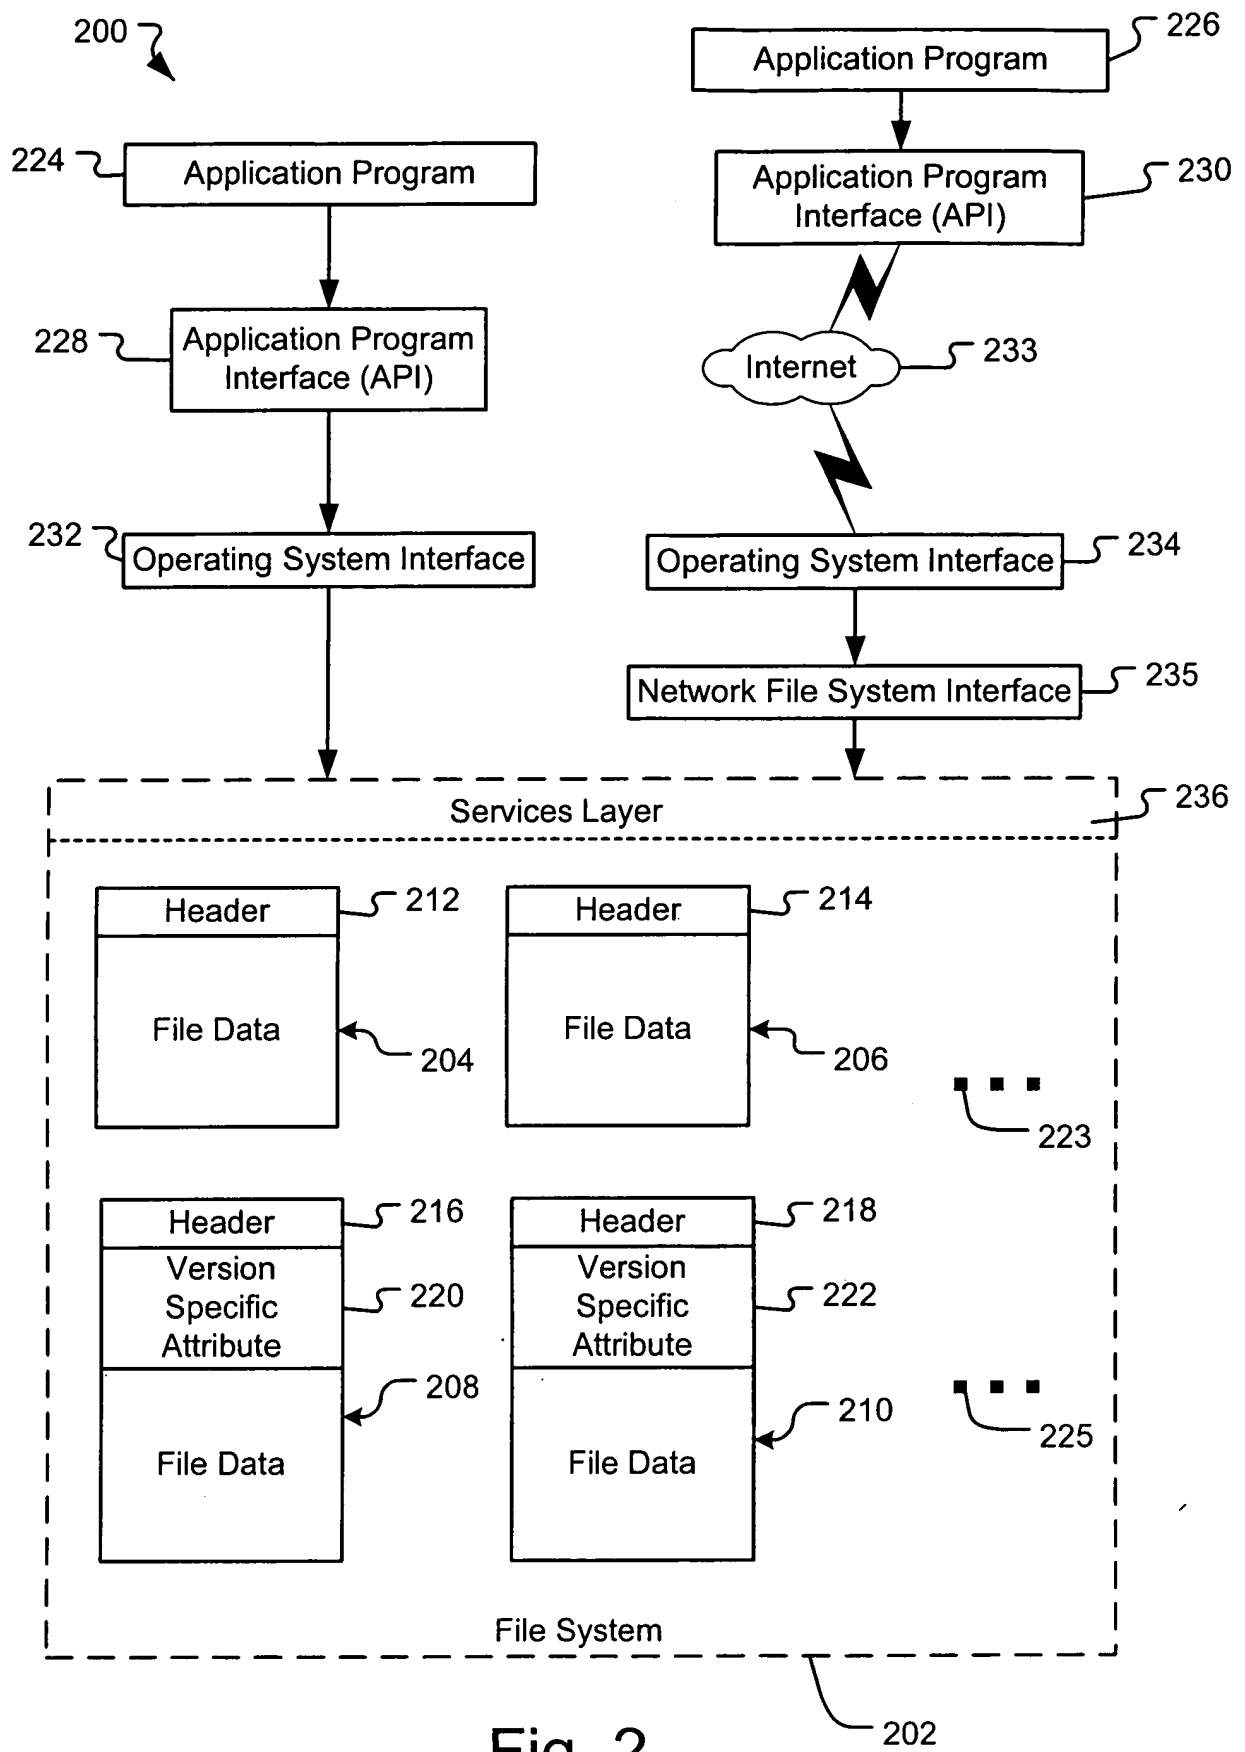 200
226
Application Program
224
Application Program
Application Program
Interface (API)
230
228
Application Program
Interface (API)
Internet
233
232
Operating System Interface
Operating System Interface
234
Network File System Interface
235
Services Layer
236
Header
212
Header
214
File Data
204
File Data
206
223
Header
216
Header
218
Version
Specific
Attribute
220
Version
Specific
Attribute
222
208
File Data
210
File Data
225
File System
202
Fig. 2